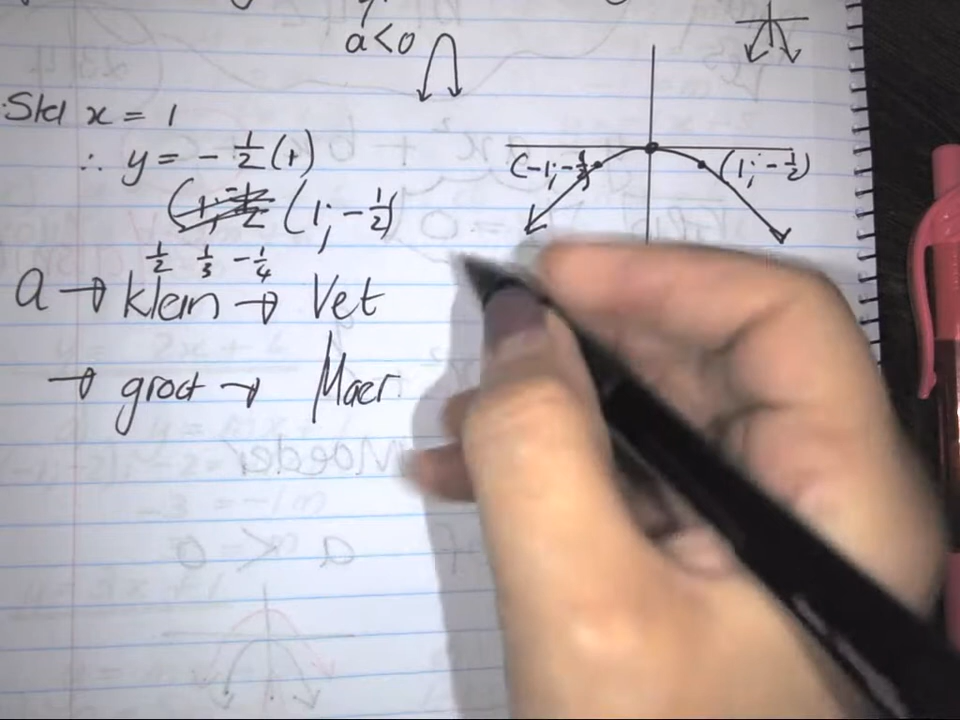 a<0
Stel x = 1
∴ y = - 1/2 (1)
(1; -1/2)
(-1; -1/2)
(1; -1/2)
1/2 1/3 -1/4
a → klein → Vet
→ groot → Maer